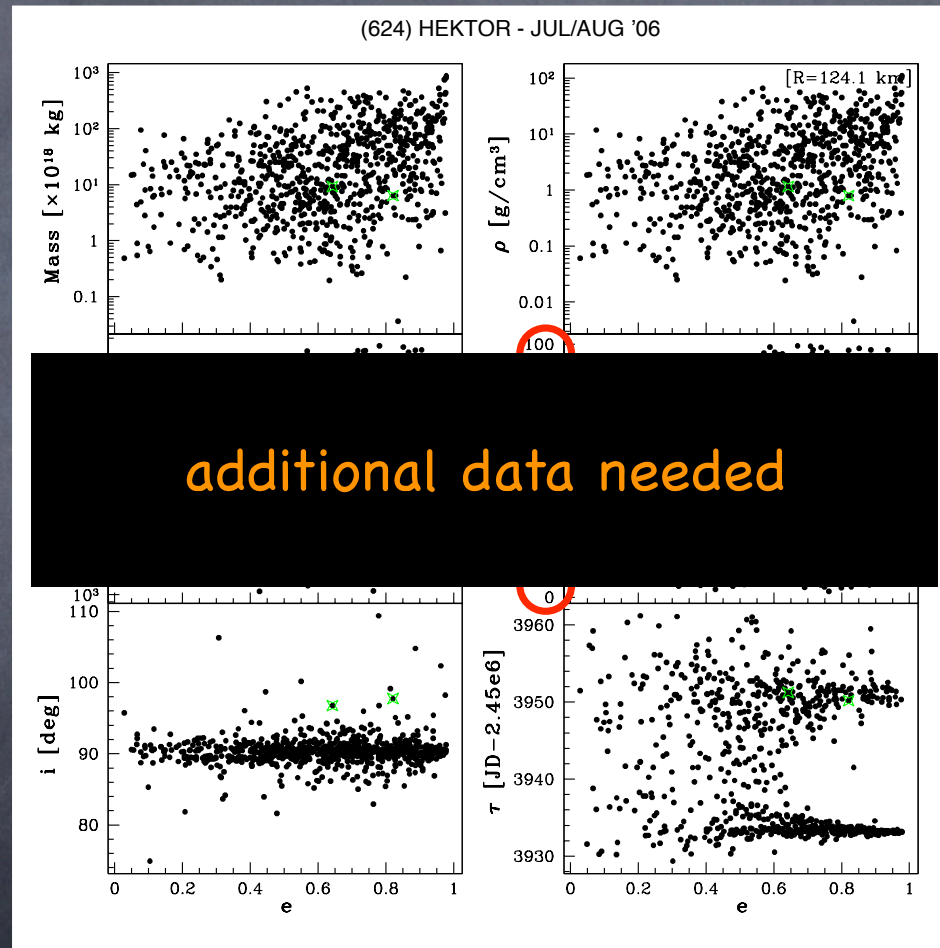 (624) HEKTOR - JUL/AUG '06
10³
10²
10¹
1
0.1
Mass [×10¹⁸ kg]
[R=124.1 km]
10²
10¹
1
0.1
0.01
ρ [g/cm³]
100
additional data needed
10³
0
110
100
90
80
i [deg]
0 0.2 0.4 0.6 0.8 1
e
3960
3950
3940
3930
τ [JD-2.45e6]
0 0.2 0.4 0.6 0.8 1
e